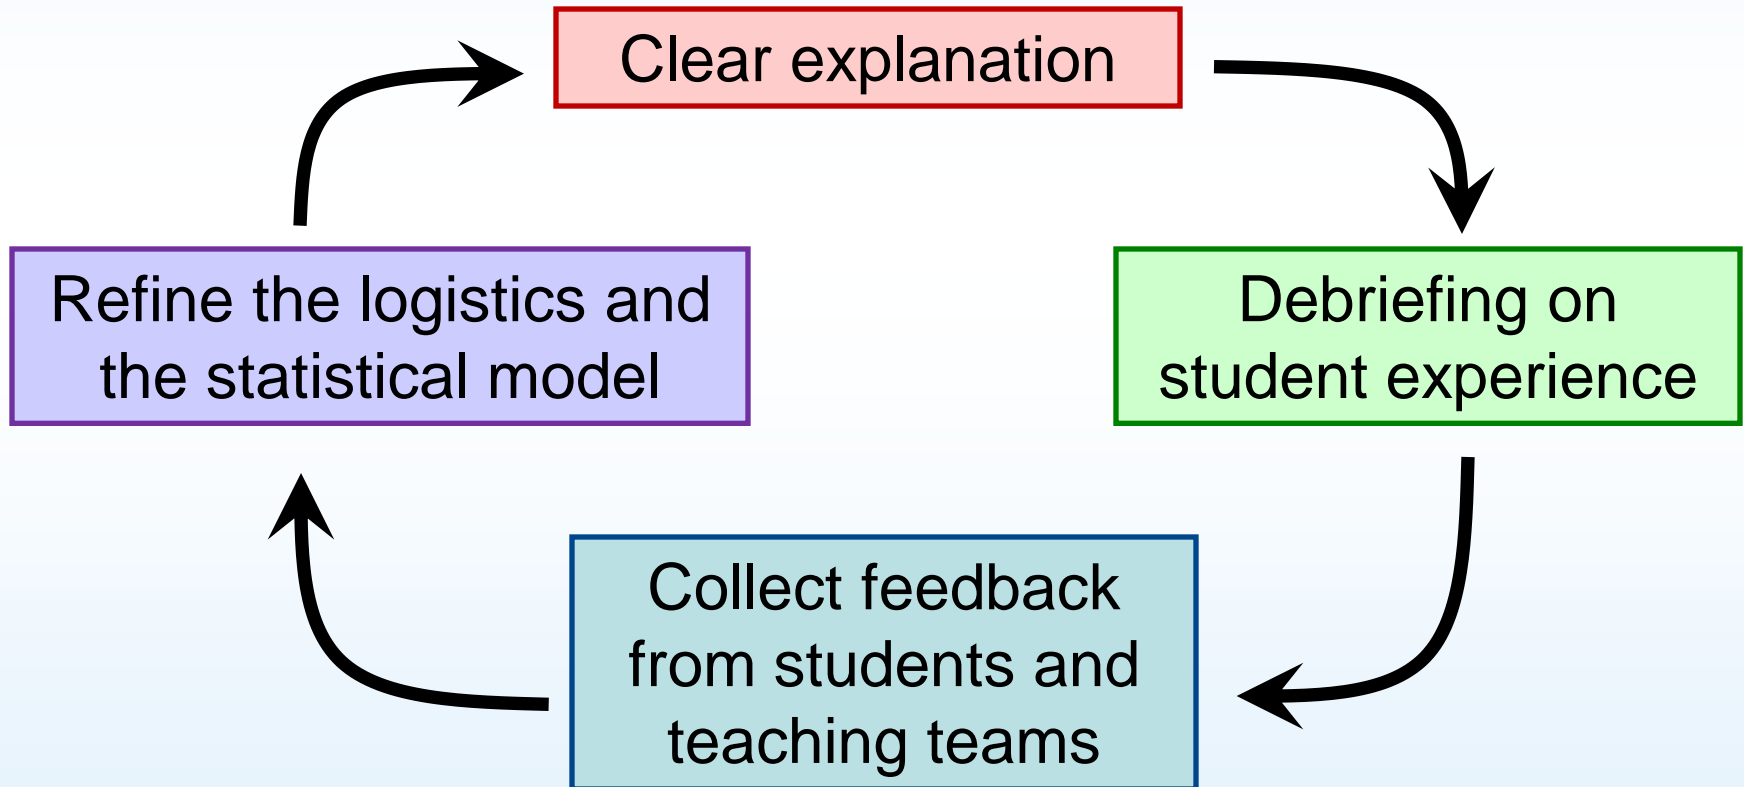 Clear explanation
Refine the logistics and
the statistical model
Debriefing on
student experience
Collect feedback
from students and
teaching teams